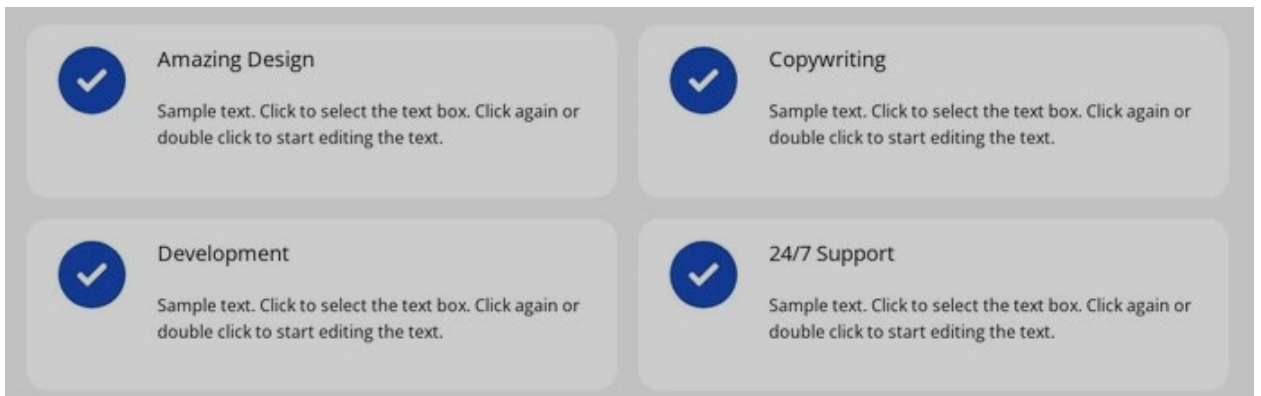 Amazing Design
Sample text. Click to select the text box. Click again or
double click to start editing the text.
Copywriting
Sample text. Click to select the text box. Click again or
double click to start editing the text.
Development
Sample text. Click to select the text box. Click again or
double click to start editing the text.
24/7 Support
Sample text. Click to select the text box. Click again or
double click to start editing the text.